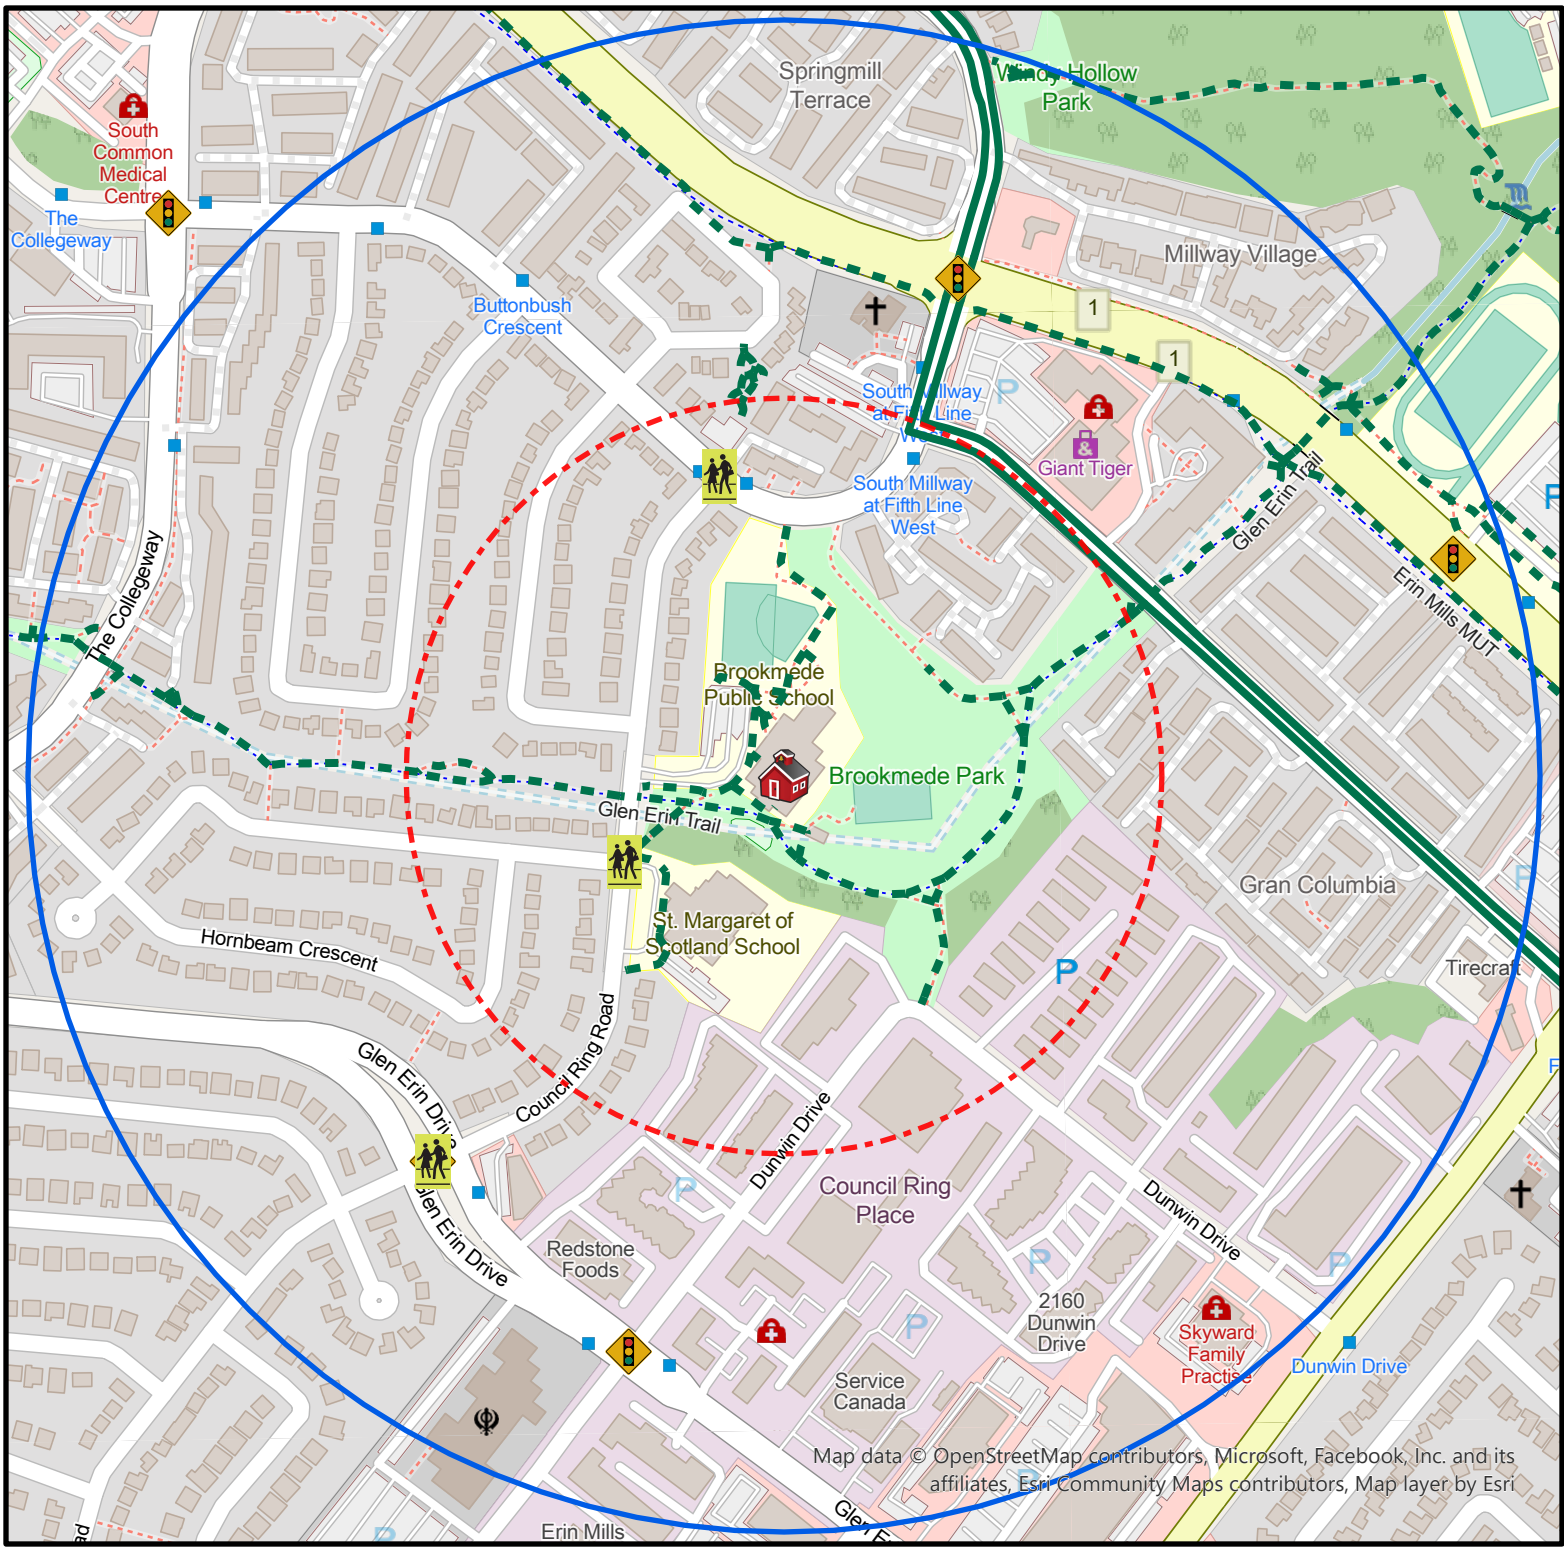 Springmill
Terrace
Windy Hollow
Park
South
Common
Medical
Centre
The
Collegeway
Millway Village
Buttonbush
Crescent
1
1
South Millway
at Fifth Line
West
P
Giant Tiger
South Millway
at Fifth Line
West
Glen Erin Trail
P
The Collegeway
Erin Mills MUT
Brookmede
Public School
Brookmede Park
Glen Erin Trail
P
Gran Columbia
St. Margaret of
Scotland School
Hornbeam Crescent
P
Tirecraft
Glen Erin Drive
Council Ring Road
F
Dunwin Drive
Council Ring
Place
P
Dunwin Drive
Glen Erin Drive
Redstone
Foods
P
P
2160
Dunwin
Drive
P
Skyward
Family
Practise
Dunwin Drive
Service
Canada
Map data © OpenStreetMap contributors, Microsoft, Facebook, Inc. and its
affiliates, Esri Community Maps contributors, Map layer by Esri
P
Glen E
Erin Mills
P
ad